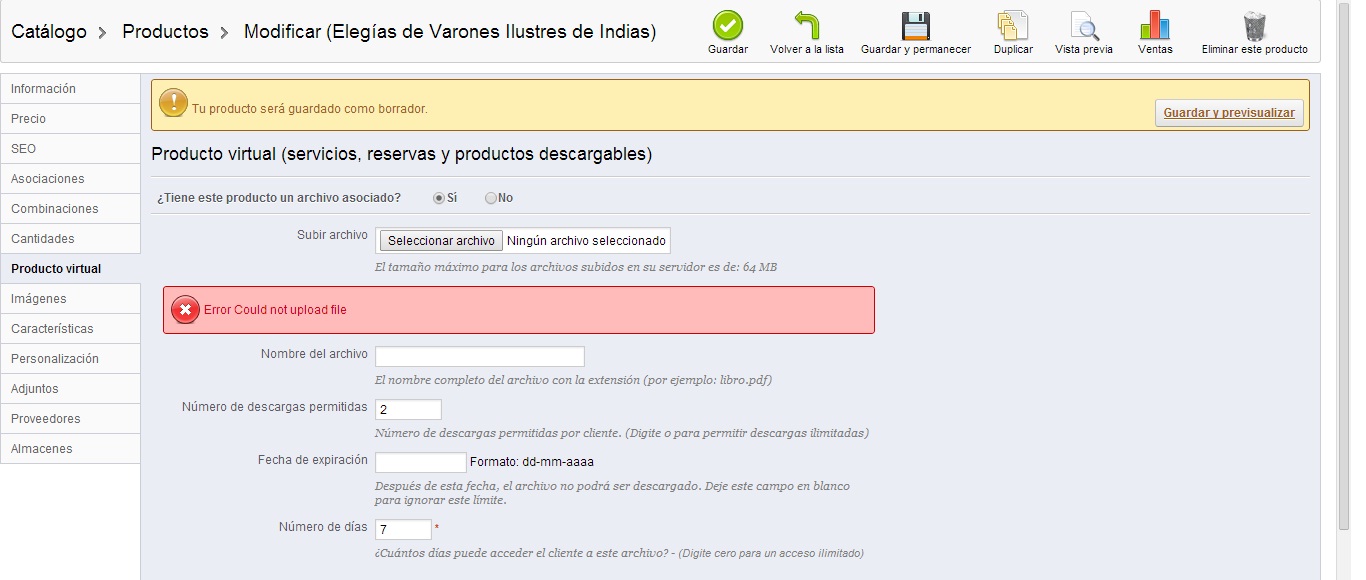 Catálogo > Productos > Modificar (Elegías de Varones Ilustres de Indias)
Guardar
Volver a la lista
Guardar y permanecer
Duplicar
Vista previa
Ventas
Eliminar este producto
Información
Precio
SEO
Asociaciones
Combinaciones
Cantidades
Producto virtual
Imágenes
Características
Personalización
Adjuntos
Proveedores
Almacenes
Tu producto será guardado como borrador.
Guardar y previsualizar
Producto virtual (servicios, reservas y productos descargables)
¿Tiene este producto un archivo asociado? Sí No
Subir archivo Seleccionar archivo Ningún archivo seleccionado
El tamaño máximo para los archivos subidos en su servidor es de: 64 MB
Error Could not upload file
Nombre del archivo
El nombre completo del archivo con la extensión (por ejemplo: libro.pdf)
Número de descargas permitidas 2
Número de descargas permitidas por cliente. (Digite 0 para permitir descargas ilimitadas)
Fecha de expiración Formato: dd-mm-aaaa
Después de esta fecha, el archivo no podrá ser descargado. Deje este campo en blanco
para ignorar este límite.
Número de días 7 *
¿Cuántos días puede acceder el cliente a este archivo? - (Digite cero para un acceso ilimitado)